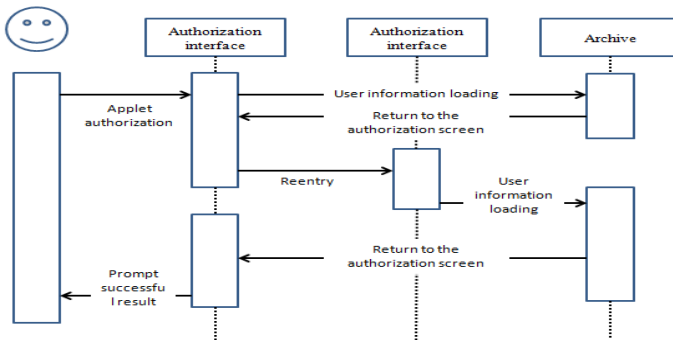 Authorization
interface
Authorization
interface
Archive
Applet
authorization
User information loading
Return to the
authorization screen
Reentry
User
information
loading
Return to the
authorization screen
Prompt
successfu
l result